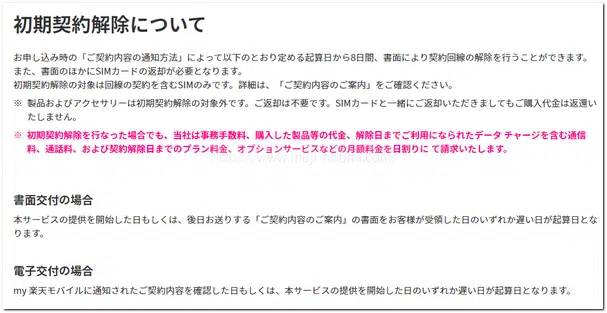 初期契約解除について
お申し込み時の「ご契約内容の通知方法」によって以下のとおり定める起算日から8日間、書面により契約回線の解除を行うことができます。
また、書面のほかにSIMカードの返却が必要となります。
初期契約解除の対象は回線の契約を含むSIMのみです。詳細は、「ご契約内容のご案内」をご確認ください。
※ 製品およびアクセサリーは初期契約解除の対象外です。ご返却は不要です。SIMカードと一緒にご返却いただきましてもご購入代金は返還い
たしません。
※ 初期契約解除を行なった場合でも、当社は事務手数料、購入した製品等の代金、解除日までご利用になられたデータ チャージを含む通信
料、通話料、および契約解除日までのプラン料金、オプションサービスなどの月額料金を日割りに て請求いたします。
書面交付の場合
本サービスの提供を開始した日もしくは、後日お送りする「ご契約内容のご案内」の書面をお客様が受領した日のいずれか遅い日が起算日とな
ります。
電子交付の場合
my 楽天モバイルに通知されたご契約内容を確認した日もしくは、本サービスの提供を開始した日のいずれか遅い日が起算日となります。